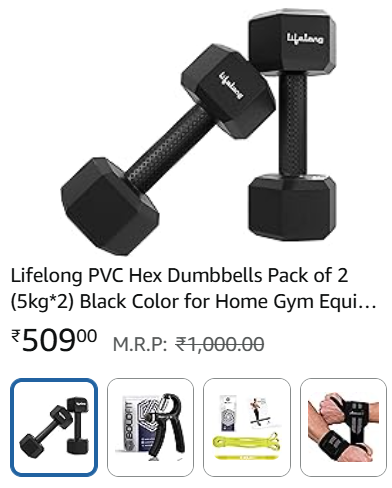 Lifelong
Lifelong
Lifelong PVC Hex Dumbbells Pack of 2
(5kg*2) Black Color for Home Gym Equi...
₹509⁰⁰ M.R.P: ₹1,000.00
BOLDFIT